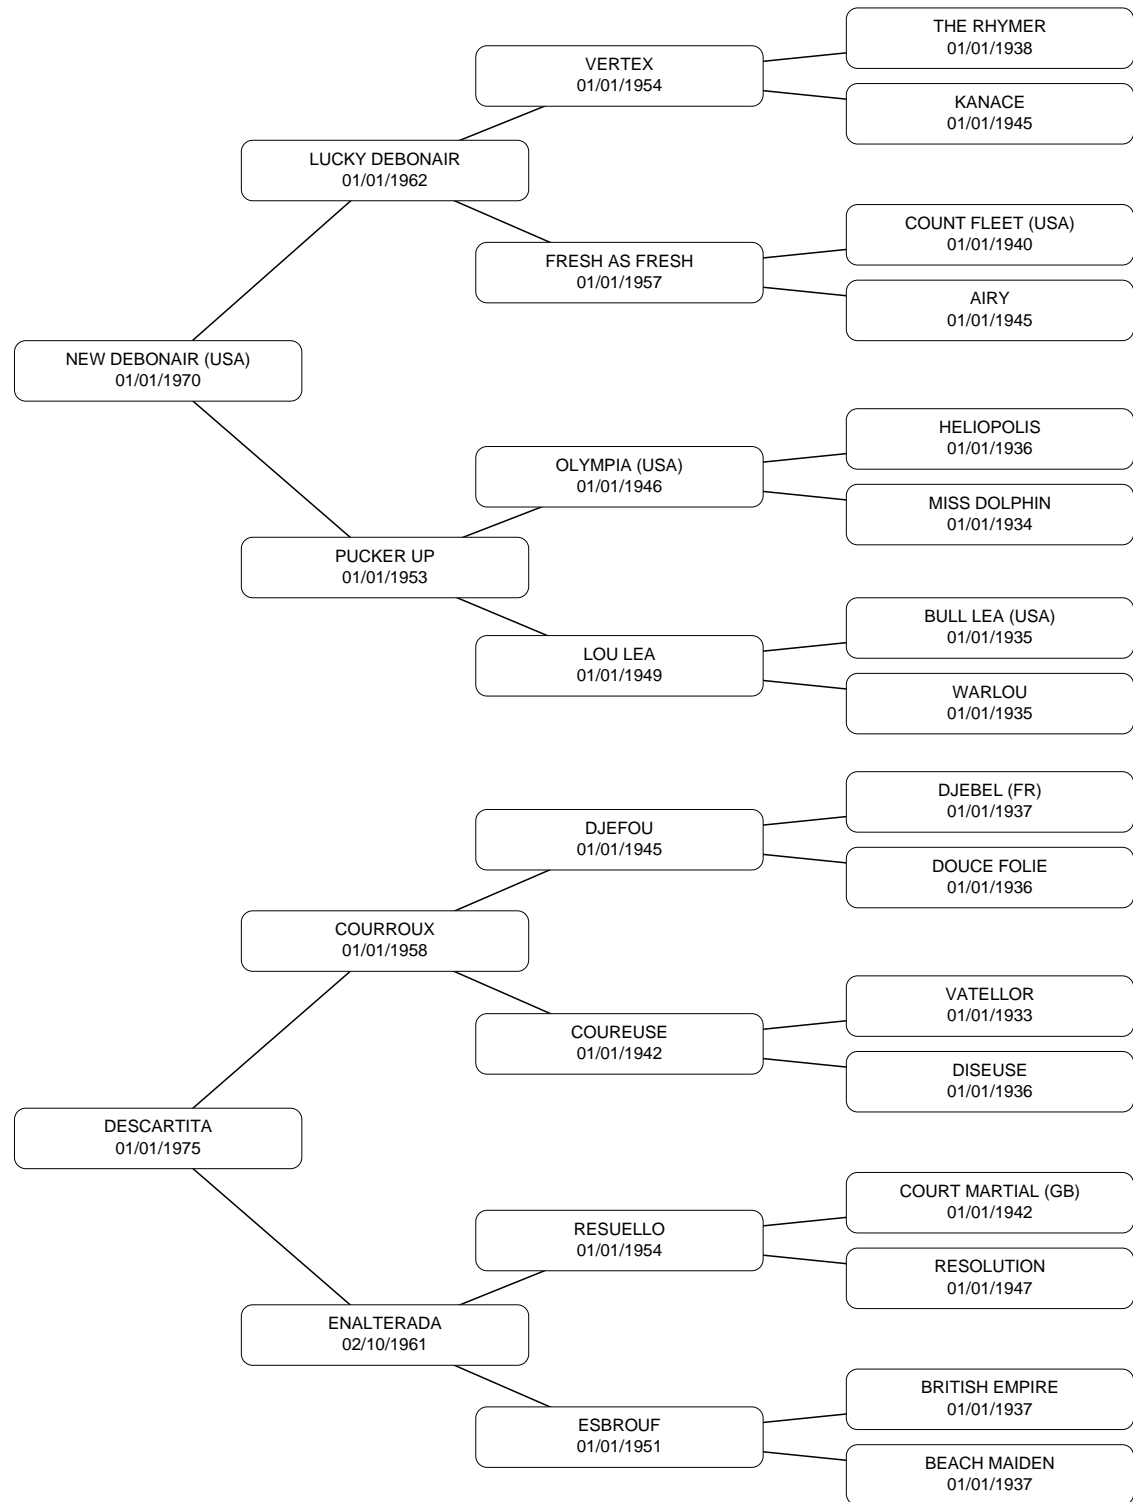 THE RHYMER
01/01/1938
VERTEX
01/01/1954
KANACE
01/01/1945
LUCKY DEBONAIR
01/01/1962
COUNT FLEET (USA)
01/01/1940
FRESH AS FRESH
01/01/1957
AIRY
01/01/1945
NEW DEBONAIR (USA)
01/01/1970
HELIOPOLIS
01/01/1936
OLYMPIA (USA)
01/01/1946
MISS DOLPHIN
01/01/1934
PUCKER UP
01/01/1953
BULL LEA (USA)
01/01/1935
LOU LEA
01/01/1949
WARLOU
01/01/1935
DJEBEL (FR)
01/01/1937
DJEFOU
01/01/1945
DOUCE FOLIE
01/01/1936
COURROUX
01/01/1958
VATELLOR
01/01/1933
COUREUSE
01/01/1942
DISEUSE
01/01/1936
DESCARTITA
01/01/1975
COURT MARTIAL (GB)
01/01/1942
RESUELLO
01/01/1954
RESOLUTION
01/01/1947
ENALTERADA
02/10/1961
BRITISH EMPIRE
01/01/1937
ESBROUF
01/01/1951
BEACH MAIDEN
01/01/1937